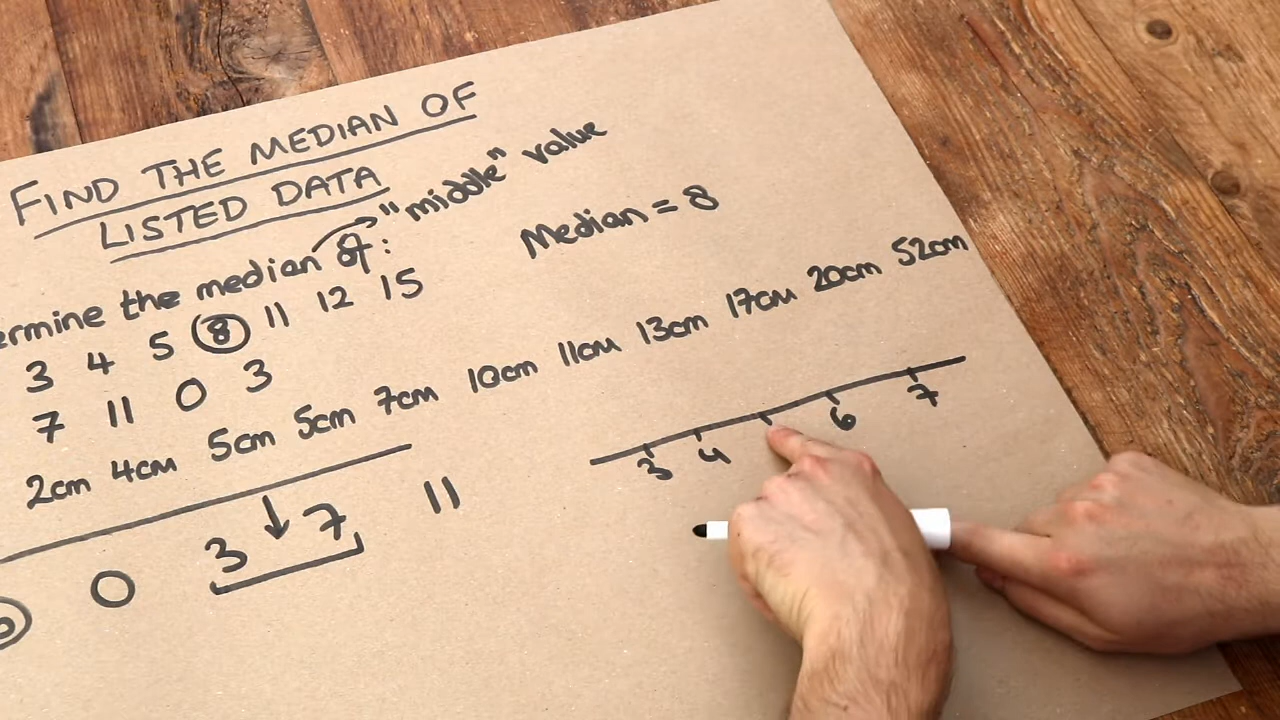 FIND THE MEDIAN OF
LISTED DATA
ermine the median of: "middle" value
3 4 5 8 11 12 15
Median = 8
7 11 0 3
2cm 4cm 5cm 5cm 7cm 10cm 11cm 13cm 17cm 20cm 52cm
0 3 7 11
3 4 6 7